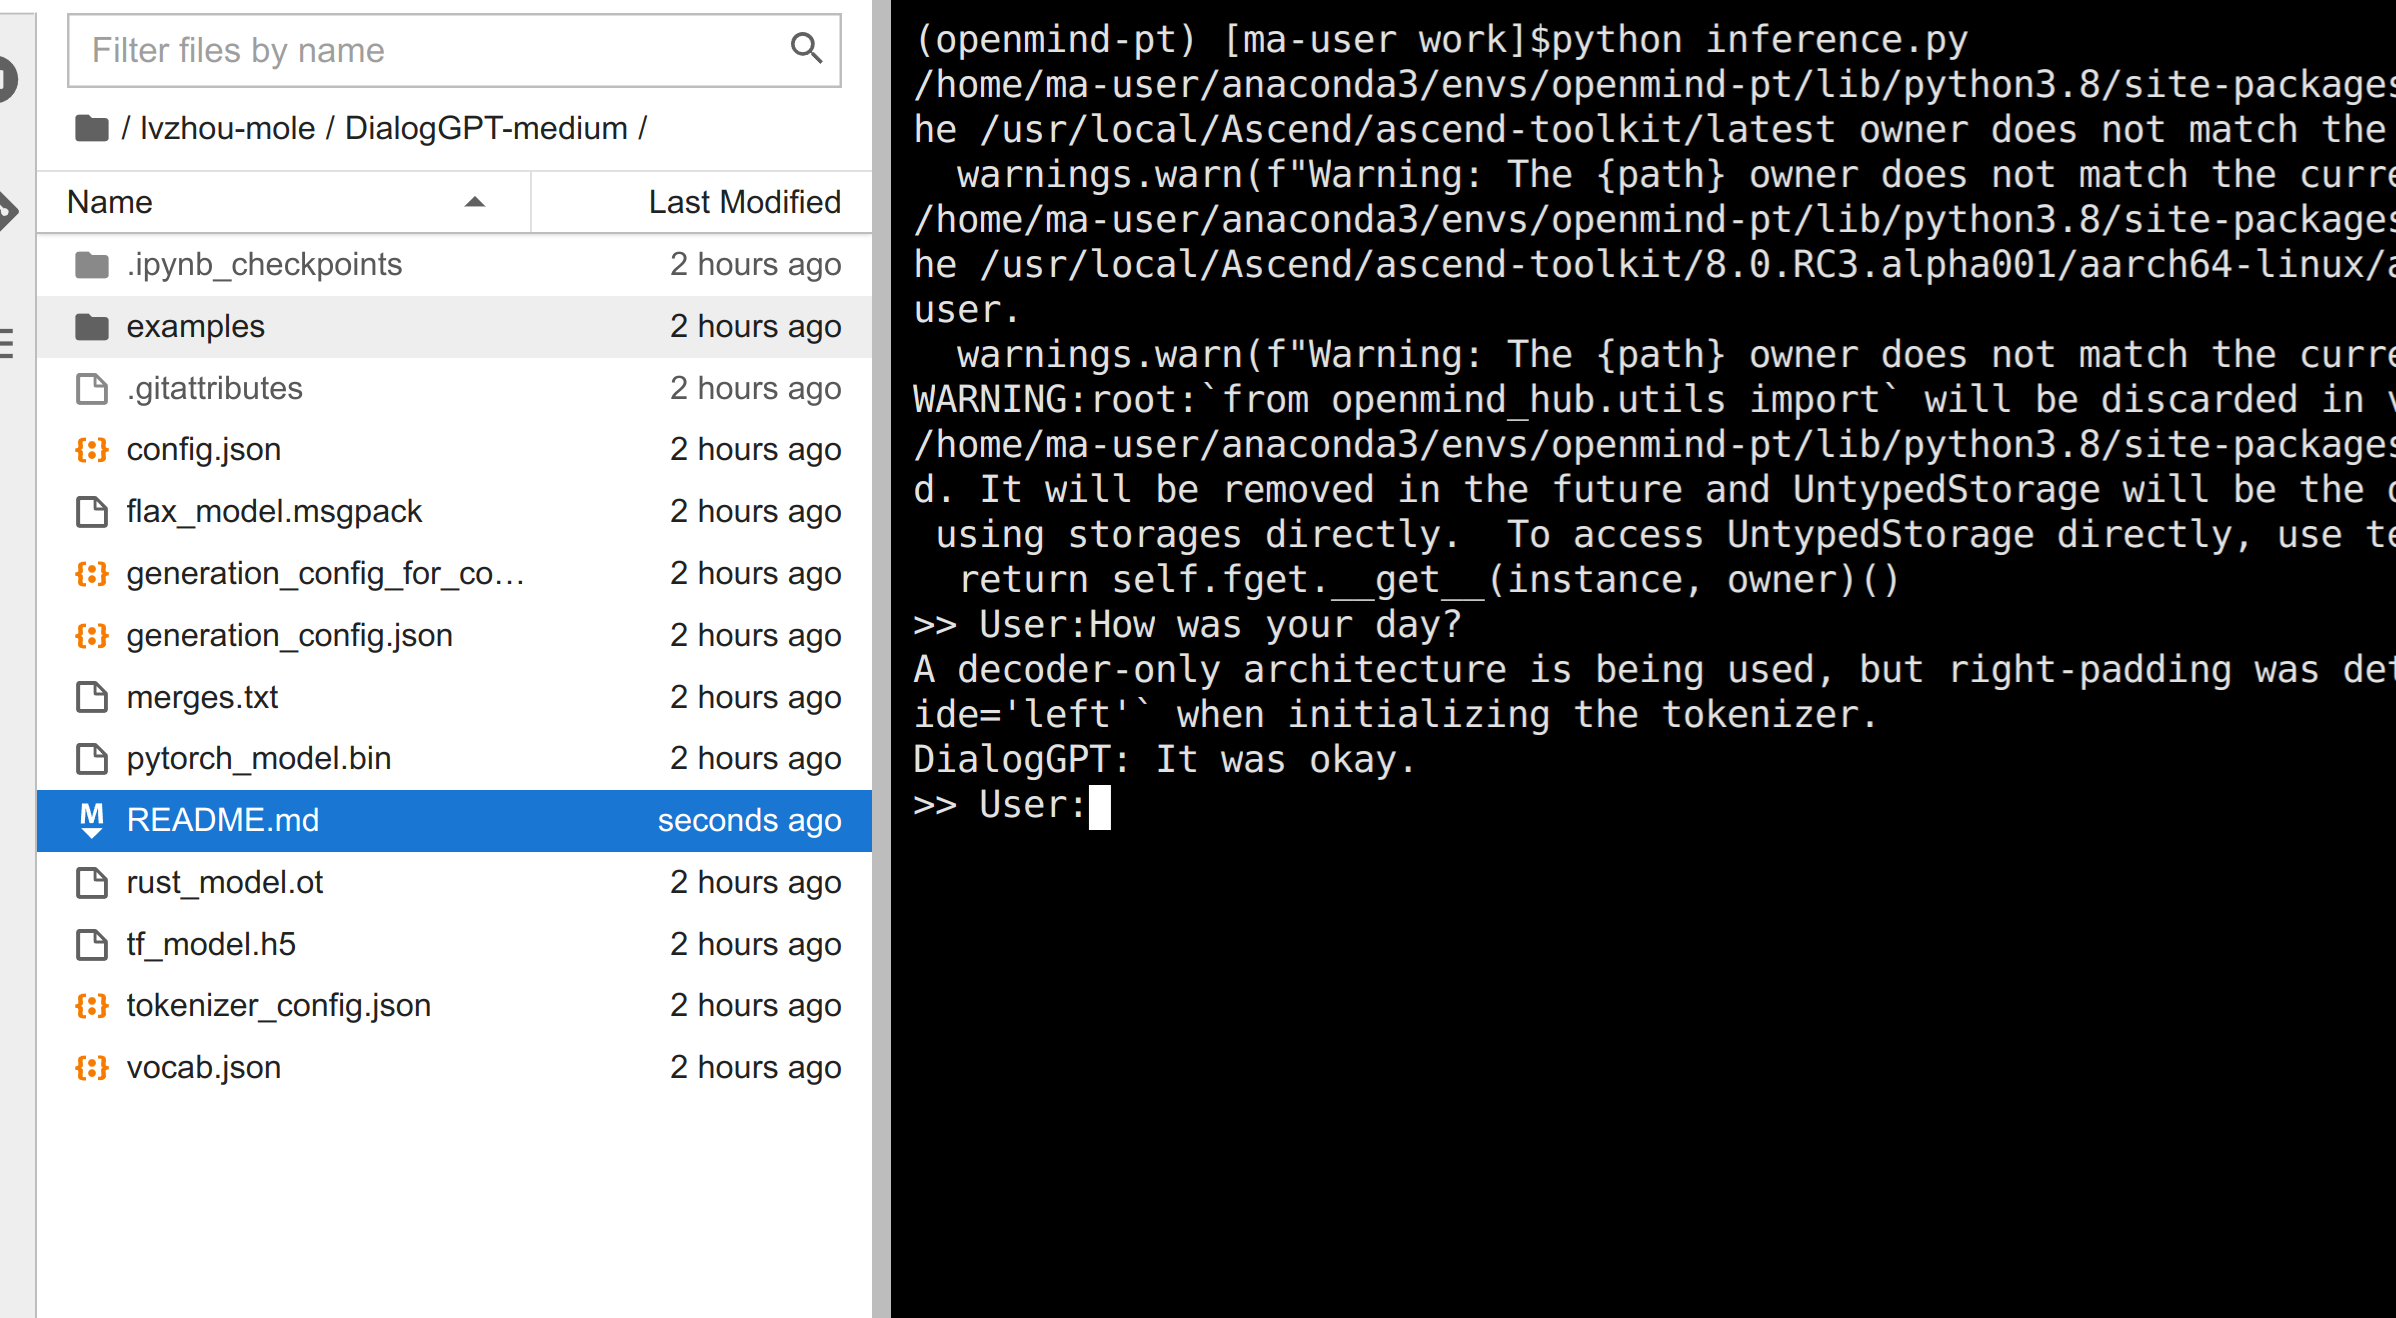 Filter files by name
/ lvzhou-mole / DialogGPT-medium /
Name Last Modified
.ipynb_checkpoints 2 hours ago
examples 2 hours ago
.gitattributes 2 hours ago
config.json 2 hours ago
flax_model.msgpack 2 hours ago
generation_config_for_co… 2 hours ago
generation_config.json 2 hours ago
merges.txt 2 hours ago
pytorch_model.bin 2 hours ago
README.md seconds ago
rust_model.ot 2 hours ago
tf_model.h5 2 hours ago
tokenizer_config.json 2 hours ago
vocab.json 2 hours ago
(openmind-pt) [ma-user work]$python inference.py
/home/ma-user/anaconda3/envs/openmind-pt/lib/python3.8/site-packages
he /usr/local/Ascend/ascend-toolkit/latest owner does not match the
  warnings.warn(f"Warning: The {path} owner does not match the curre
/home/ma-user/anaconda3/envs/openmind-pt/lib/python3.8/site-packages
he /usr/local/Ascend/ascend-toolkit/8.0.RC3.alpha001/aarch64-linux/a
user.
  warnings.warn(f"Warning: The {path} owner does not match the curre
WARNING:root:`from openmind_hub.utils import` will be discarded in v
/home/ma-user/anaconda3/envs/openmind-pt/lib/python3.8/site-packages
d. It will be removed in the future and UntypedStorage will be the o
 using storages directly.  To access UntypedStorage directly, use te
  return self.fget.__get__(instance, owner)()
>> User:How was your day?
A decoder-only architecture is being used, but right-padding was det
ide='left'` when initializing the tokenizer.
DialogGPT: It was okay.
>> User: